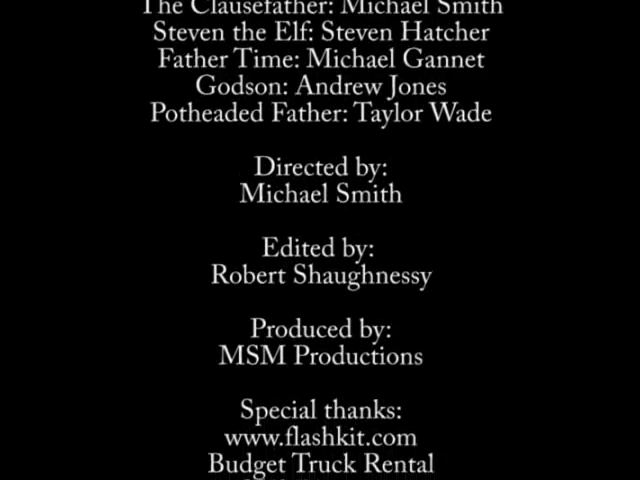 The Clausefather: Michael Smith
Steven the Elf: Steven Hatcher
Father Time: Michael Gannet
Godson: Andrew Jones
Potheaded Father: Taylor Wade
Directed by:
Michael Smith
Edited by:
Robert Shaughnessy
Produced by:
MSM Productions
Special thanks:
www.flashkit.com
Budget Truck Rental